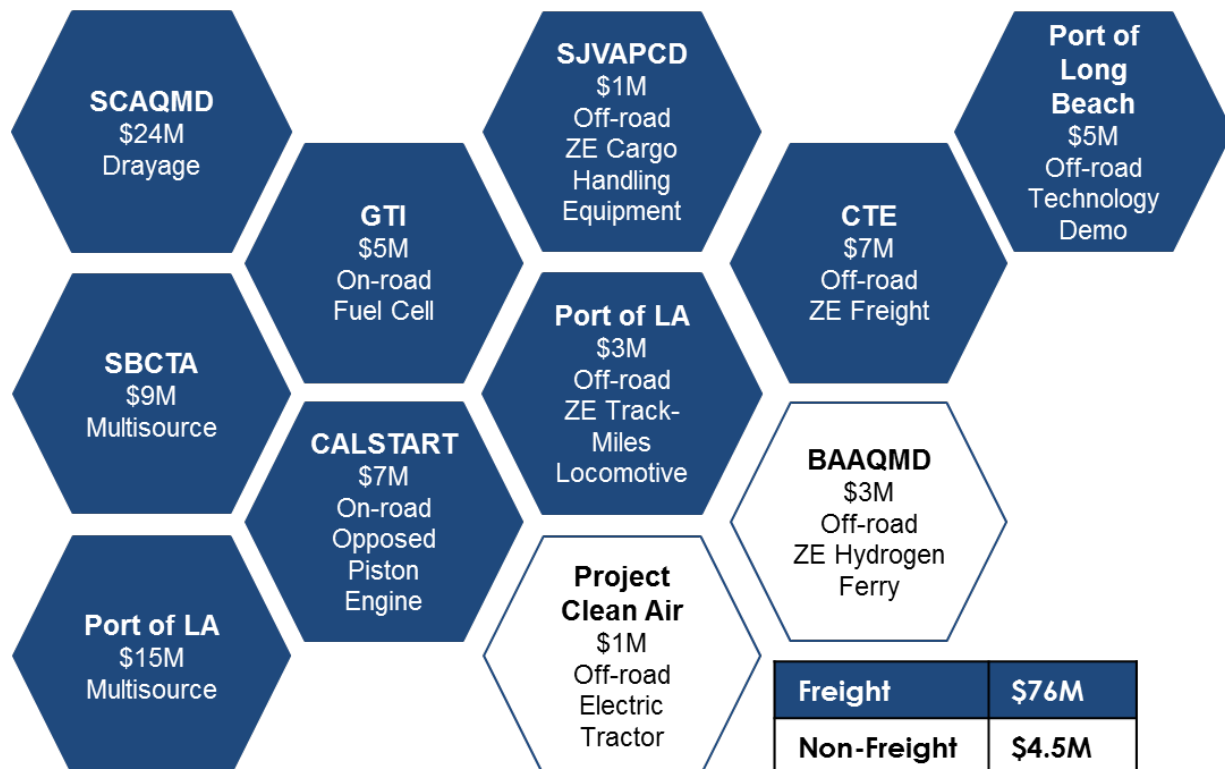 SCAQMD
$24M
Drayage
SBCTA
$9M
Multisource
Port of LA
$15M
Multisource
GTI
$5M
On-road
Fuel Cell
CALSTART
$7M
On-road
Opposed
Piston
Engine
SJVAPCD
$1M
Off-road
ZE Cargo
Handling
Equipment
Port of LA
$3M
Off-road
ZE Track-
Miles
Locomotive
Project
Clean Air
$1M
Off-road
Electric
Tractor
CTE
$7M
Off-road
ZE Freight
BAAQMD
$3M
Off-road
ZE Hydrogen
Ferry
Port of
Long
Beach
$5M
Off-road
Technology
Demo
Freight $76M
Non-Freight $4.5M